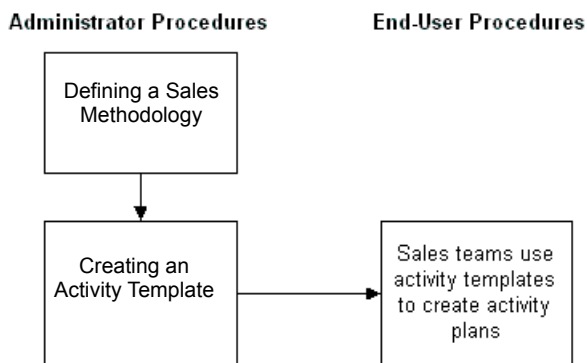 Administrator Procedures
End-User Procedures
Defining a Sales
Methodology
Creating an
Activity Template
Sales teams use
activity templates
to create activity
plans